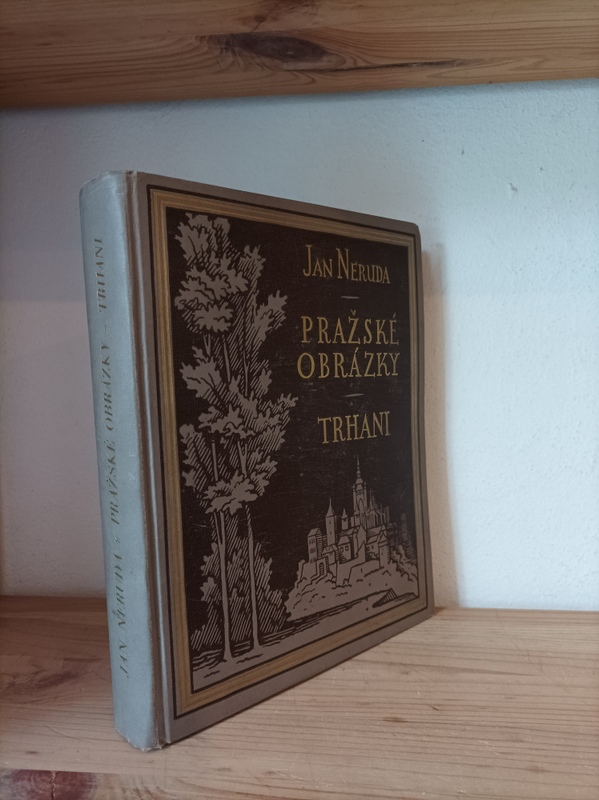 JAN NERUDA
PRAŽSKÉ
OBRÁZKY
TRHANI
JAN NERUDA PRAŽSKÉ OBRÁZKY - TRHANI